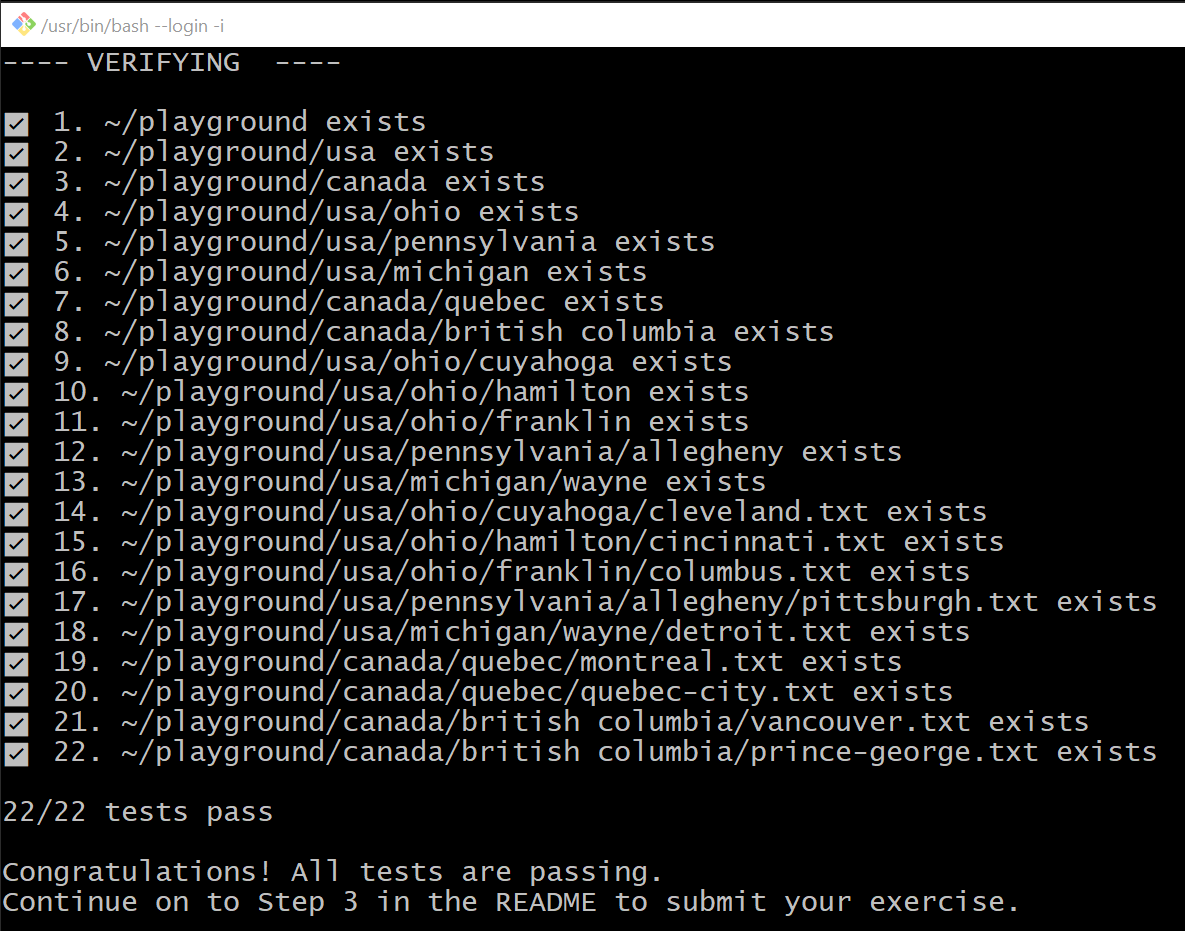 /usr/bin/bash --login -i
---- VERIFYING  ----
1. ~/playground exists
2. ~/playground/usa exists
3. ~/playground/canada exists
4. ~/playground/usa/ohio exists
5. ~/playground/usa/pennsylvania exists
6. ~/playground/usa/michigan exists
7. ~/playground/canada/quebec exists
8. ~/playground/canada/british columbia exists
9. ~/playground/usa/ohio/cuyahoga exists
10. ~/playground/usa/ohio/hamilton exists
11. ~/playground/usa/ohio/franklin exists
12. ~/playground/usa/pennsylvania/allegheny exists
13. ~/playground/usa/michigan/wayne exists
14. ~/playground/usa/ohio/cuyahoga/cleveland.txt exists
15. ~/playground/usa/ohio/hamilton/cincinnati.txt exists
16. ~/playground/usa/ohio/franklin/columbus.txt exists
17. ~/playground/usa/pennsylvania/allegheny/pittsburgh.txt exists
18. ~/playground/usa/michigan/wayne/detroit.txt exists
19. ~/playground/canada/quebec/montreal.txt exists
20. ~/playground/canada/quebec/quebec-city.txt exists
21. ~/playground/canada/british columbia/vancouver.txt exists
22. ~/playground/canada/british columbia/prince-george.txt exists
22/22 tests pass
Congratulations! All tests are passing.
Continue on to Step 3 in the README to submit your exercise.